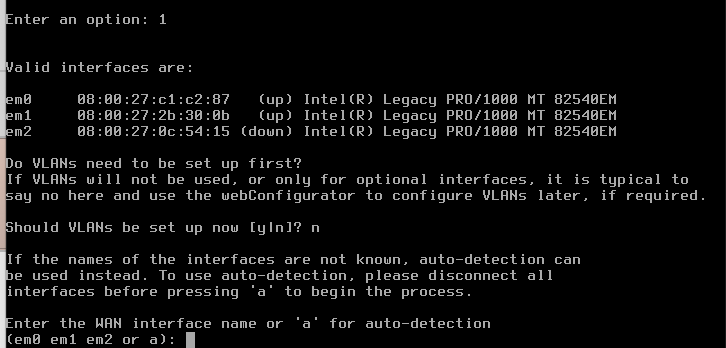 Enter an option: 1
Valid interfaces are:
em0 08:00:27:c1:c2:87 (up) Intel(R) Legacy PRO/1000 MT 82540EM
em1 08:00:27:2b:30:0b (up) Intel(R) Legacy PRO/1000 MT 82540EM
em2 08:00:27:0c:54:15 (down) Intel(R) Legacy PRO/1000 MT 82540EM
Do VLANs need to be set up first?
If VLANs will not be used, or only for optional interfaces, it is typical to
say no here and use the webConfigurator to configure VLANs later, if required.
Should VLANs be set up now [y|n]? n
If the names of the interfaces are not known, auto-detection can
be used instead. To use auto-detection, please disconnect all
interfaces before pressing 'a' to begin the process.
Enter the WAN interface name or 'a' for auto-detection
(em0 em1 em2 or a):